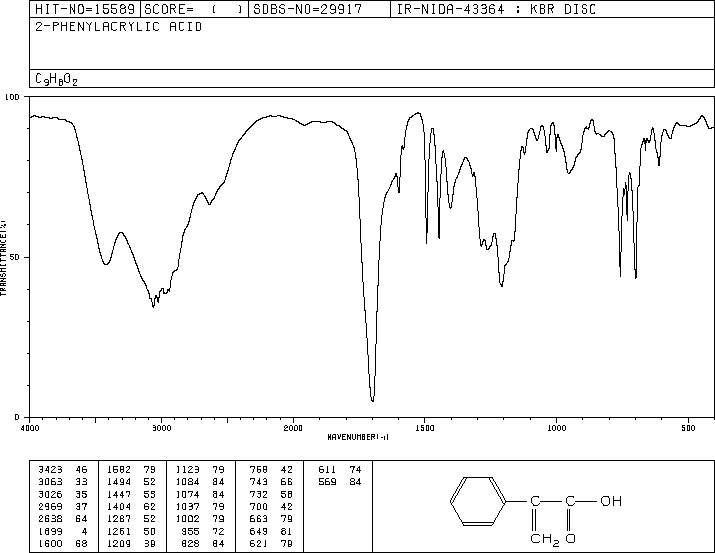 HIT-NO=15589 SCORE= ( ) SDBS-NO=29917 IR-NIDA-43364 : KBR DISC
2-PHENYLACRYLIC ACID
C9H8O2
100
50
0
TRANSMITTANCE(%)
4000 3000 2000 1500 1000 500
WAVENUMBER(-1)
3423 46 1582 79 1123 79 758 42 611 74
3063 33 1494 52 1084 84 743 66 569 84
3026 35 1447 55 1074 84 732 58
2969 37 1404 62 1037 79 700 42
2638 64 1287 52 1002 79 663 79
1699 4 1261 50 955 72 649 81
1600 68 1209 39 828 84 621 79
C C OH
CH2 O